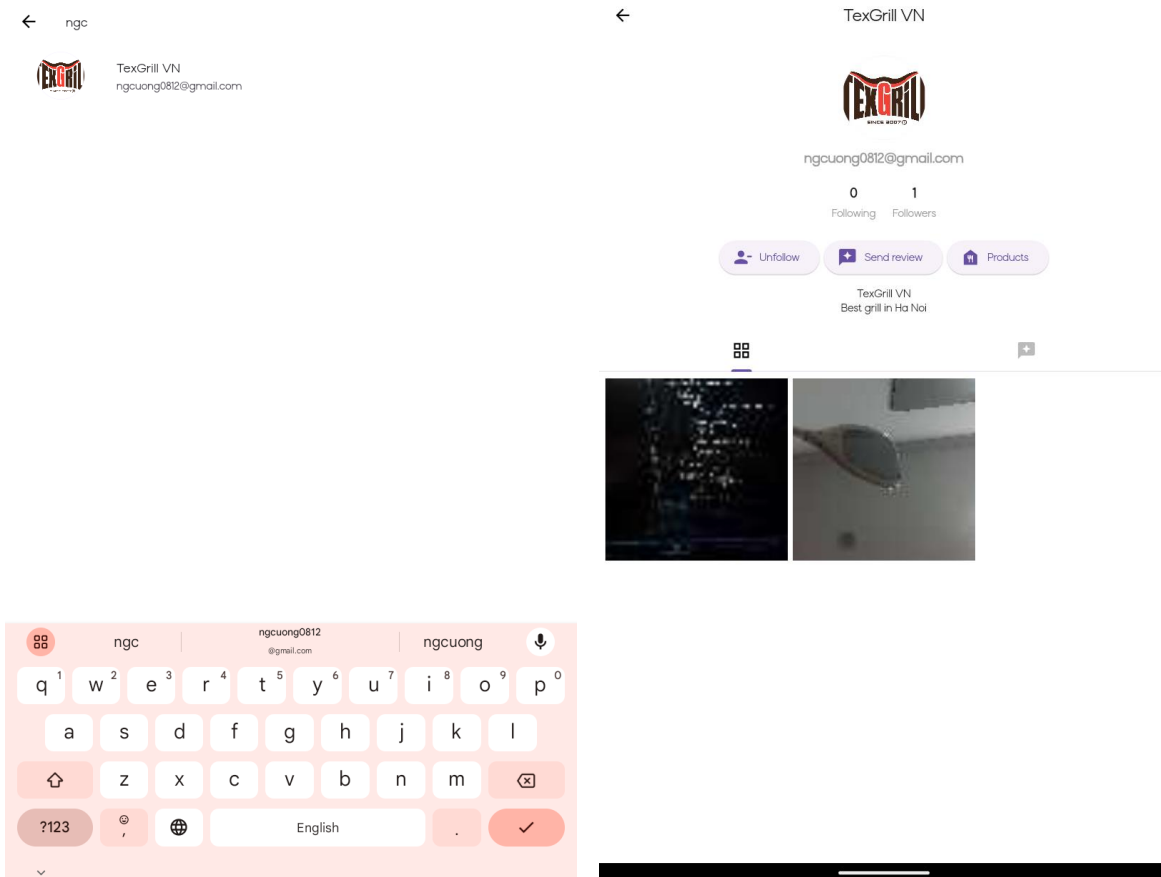 ngc
TexGrill VN
ngcuong0812@gmail.com
ngc
ngcuong0812
@gmail.com
ngcuong
q 1 w 2 e 3 r 4 t 5 y 6 u 7 i 8 o 9 p 0
a s d f g h j k l
z x c v b n m
?123 , English .
TexGrill VN
TEXGRILL
SINCE 2007
ngcuong0812@gmail.com
0 1
Following Followers
Unfollow Send review Products
TexGrill VN
Best grill in Ha Noi